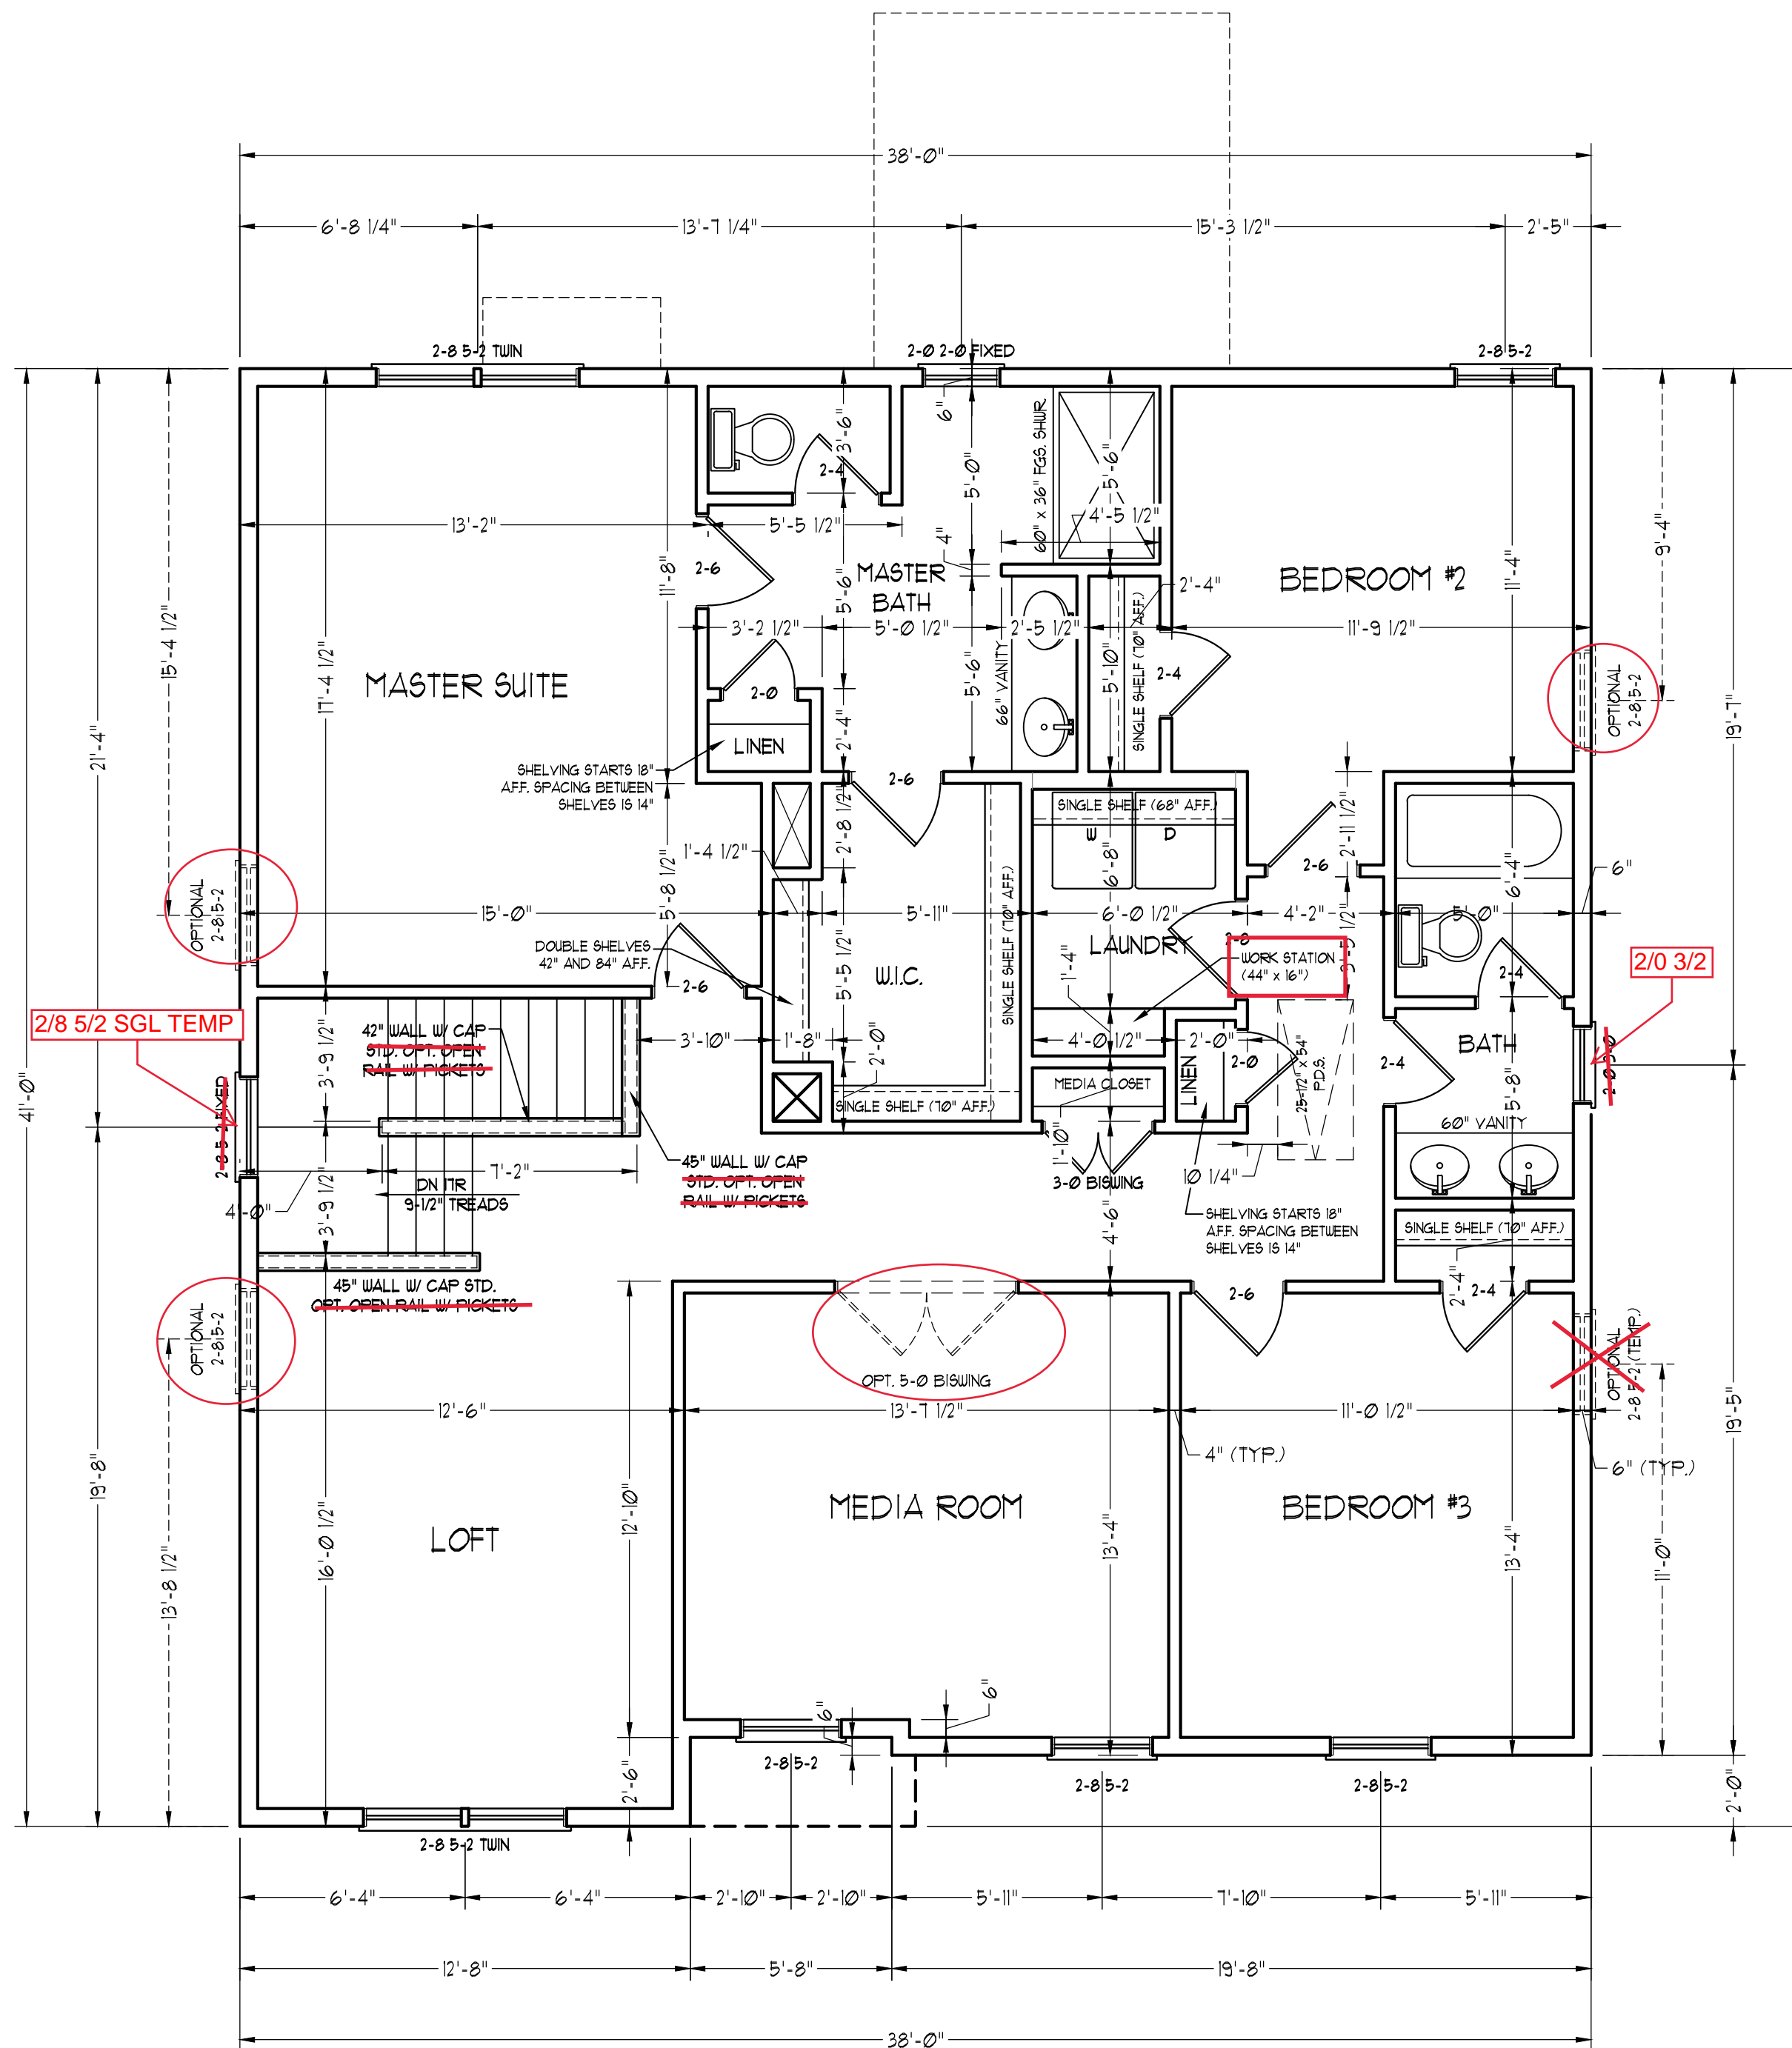 38'-0"
6'-8 1/4"
13'-7 1/4"
15'-3 1/2"
2'-5"
2-8 5-2 TWIN
2-0 2-0 FIXED
2-8 5-2
6"
3'-6"
2-4
5'-0"
60" x 36" FGS. SHWR.
5'-6"
4'-5 1/2"
13'-2"
5'-5 1/2"
4"
9'-4"
15'-4 1/2"
17'-4 1/2"
11'-8"
2-6
5'-6"
MASTER
BATH
2'-4"
BEDROOM #2
11'-4"
3'-2 1/2"
5'-0 1/2"
2'-5 1/2"
11'-9 1/2"
MASTER SUITE
2-0
5'-6"
66" VANITY
5'-10"
SINGLE SHELF (70" A.F.F.)
2-4
OPTIONAL
2-8 5-2
19'-7"
21'-4"
LINEN
2'-4"
SHELVING STARTS 18"
A.F.F. SPACING BETWEEN
SHELVES IS 14"
2-6
SINGLE SHELF (68" A.F.F.)
W
D
2'-11 1/2"
2'-8 1/2"
1'-4 1/2"
6'-8"
2-6
6'-4"
6"
OPTIONAL
2-8 5-2
15'-0"
5'-8 1/2"
5'-11"
SINGLE SHELF (70" A.F.F.)
6'-0 1/2"
4'-2"
5'-0"
DOUBLE SHELVES
42" AND 84" A.F.F.
LAUNDRY
WORK STATION
(44" x 16")
2/0 3/2
W.I.C.
5'-5 1/2"
1'-4"
2-4
2-6
2/8 5/2 SGL TEMP
42" WALL W/ CAP
STD. OPT. OPEN
RAIL W/ PICKETS
3'-9 1/2"
3'-10"
1'-8"
2'-0"
4'-0 1/2"
2'-0"
2-0
LINEN
25-1/2" x 54"
P.D.S.
2-4
BATH
MEDIA CLOSET
SINGLE SHELF (70" A.F.F.)
5'-8"
60" VANITY
41'-0"
7'-2"
45" WALL W/ CAP
STD. OPT. OPEN
RAIL W/ PICKETS
1'-10"
3-0 BISWING
10 1/4"
DN 17R
9-1/2" TREADS
4'-0"
3'-9 1/2"
4'-6"
SHELVING STARTS 18"
A.F.F. SPACING BETWEEN
SHELVES IS 14"
SINGLE SHELF (70" A.F.F.)
2'-4"
2-4
45" WALL W/ CAP STD.
OPT. OPEN RAIL W/ PICKETS
2-6
OPTIONAL
2-8 5-2
OPT. 5-0 BISWING
OPTIONAL
2-8 5-2 (TEMP.)
12'-6"
13'-7 1/2"
11'-0 1/2"
4" (TYP.)
6" (TYP.)
19'-5"
19'-8"
12'-10"
MEDIA ROOM
BEDROOM #3
LOFT
16'-0 1/2"
13'-4"
13'-4"
11'-0"
13'-8 1/2"
6"
6"
2-8 5-2
2-8 5-2
2-8 5-2
2'-6"
2'-0"
2-8 5-2 TWIN
6'-4"
6'-4"
2'-10"
2'-10"
5'-11"
7'-10"
5'-11"
12'-8"
5'-8"
19'-8"
38'-0"